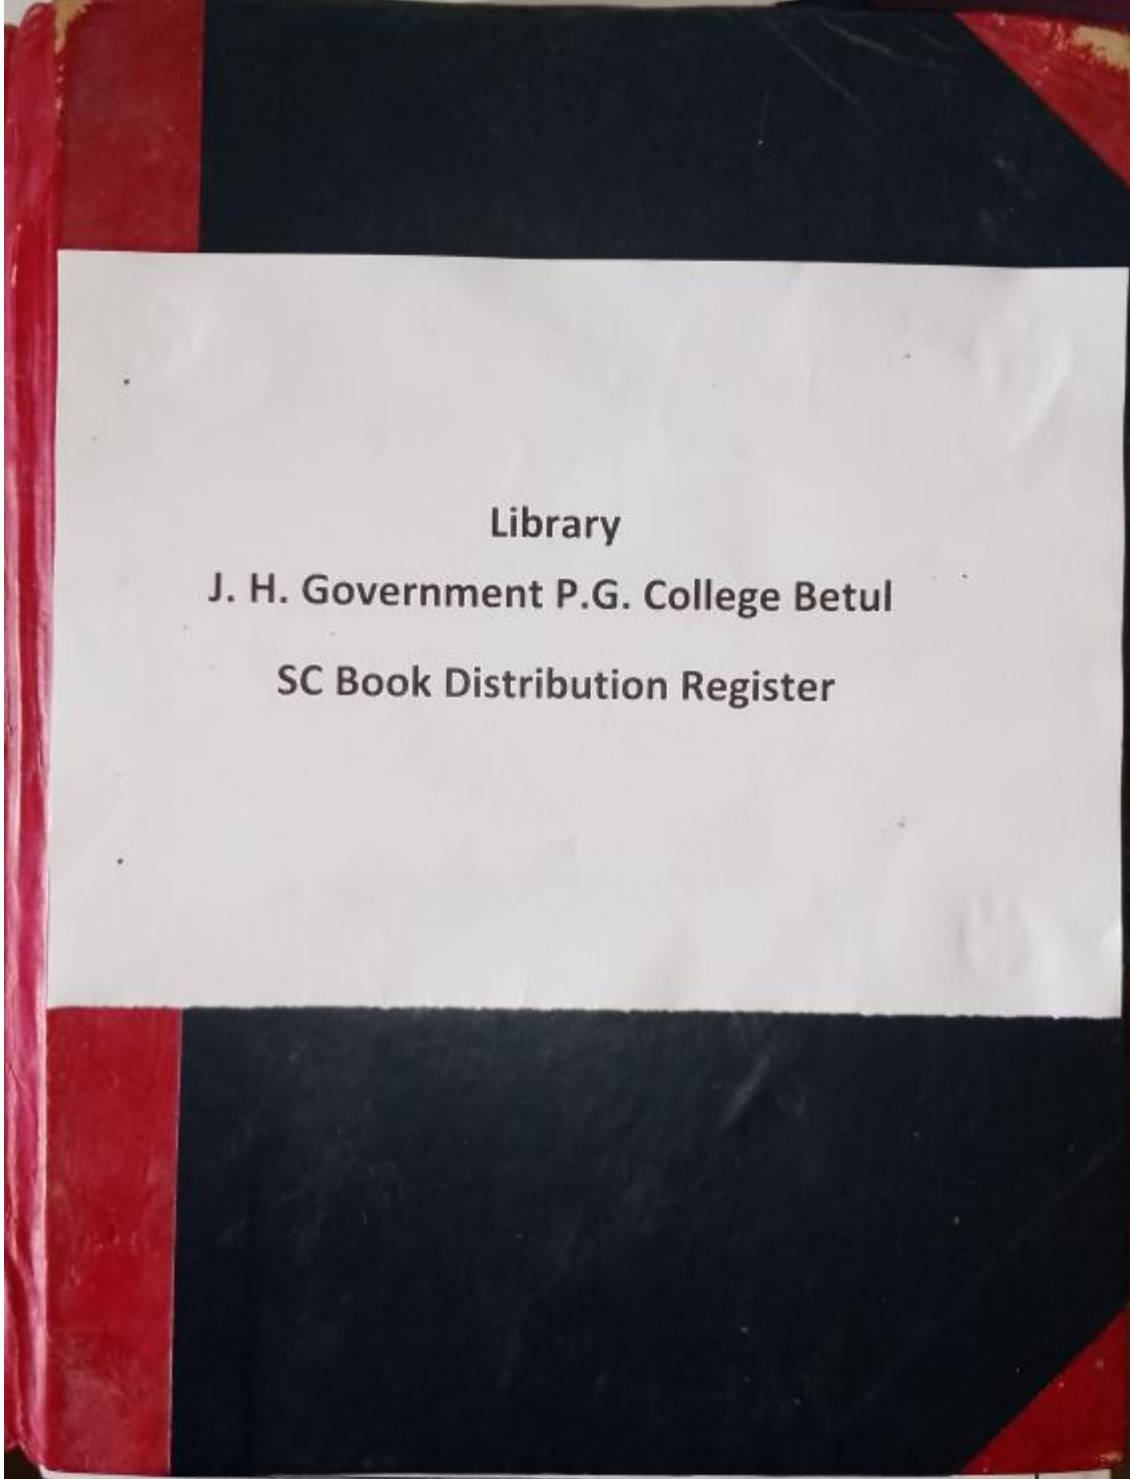 Library
J. H. Government P.G. College Betul
SC Book Distribution Register